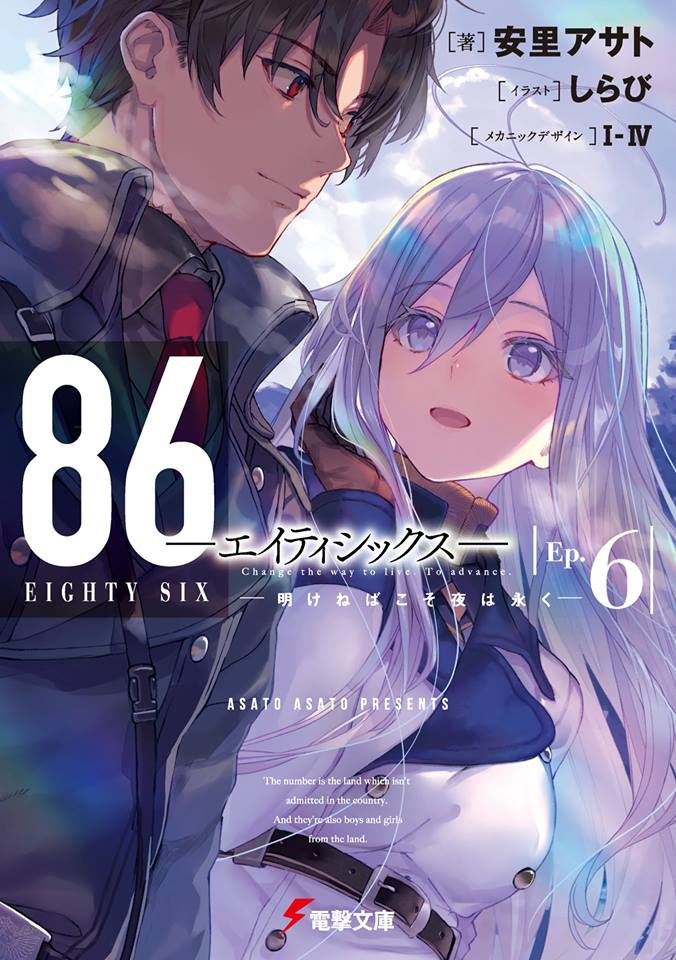 [著] 安里アサト
[イラスト] しらび
[メカニックデザイン] I-Ⅳ
86
―エイティシックス―
Ep. 6
Change the way to live. To advance.
EIGHTY SIX
―明けねばこそ夜は永く―
ASATO ASATO PRESENTS
The number is the land which isn't
admitted in the country.
And they're also boys and girls
from the land.
電撃文庫